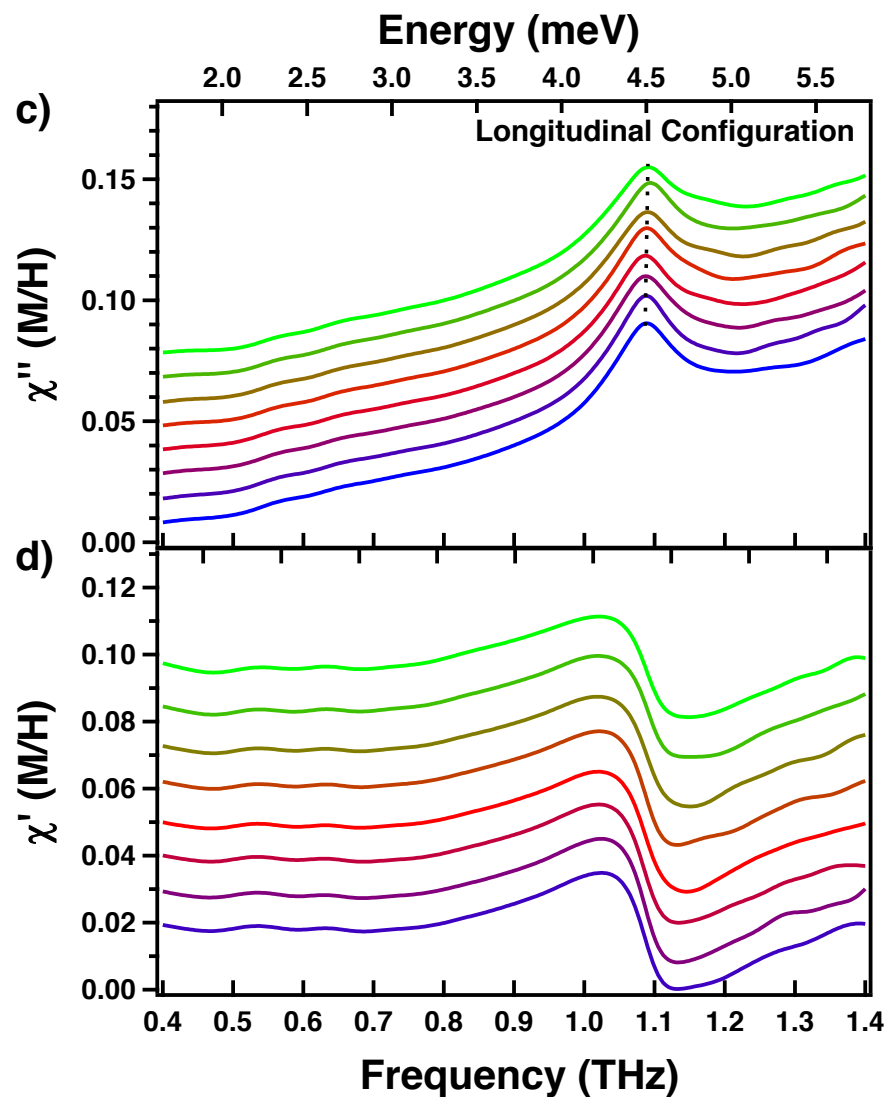 Energy (meV)
2.0 2.5 3.0 3.5 4.0 4.5 5.0 5.5
c)
Longitudinal Configuration
0.15
0.10
0.05
0.00
χ'' (M/H)
d)
0.12
0.10
0.08
0.06
0.04
0.02
0.00
χ' (M/H)
0.4 0.5 0.6 0.7 0.8 0.9 1.0 1.1 1.2 1.3 1.4
Frequency (THz)